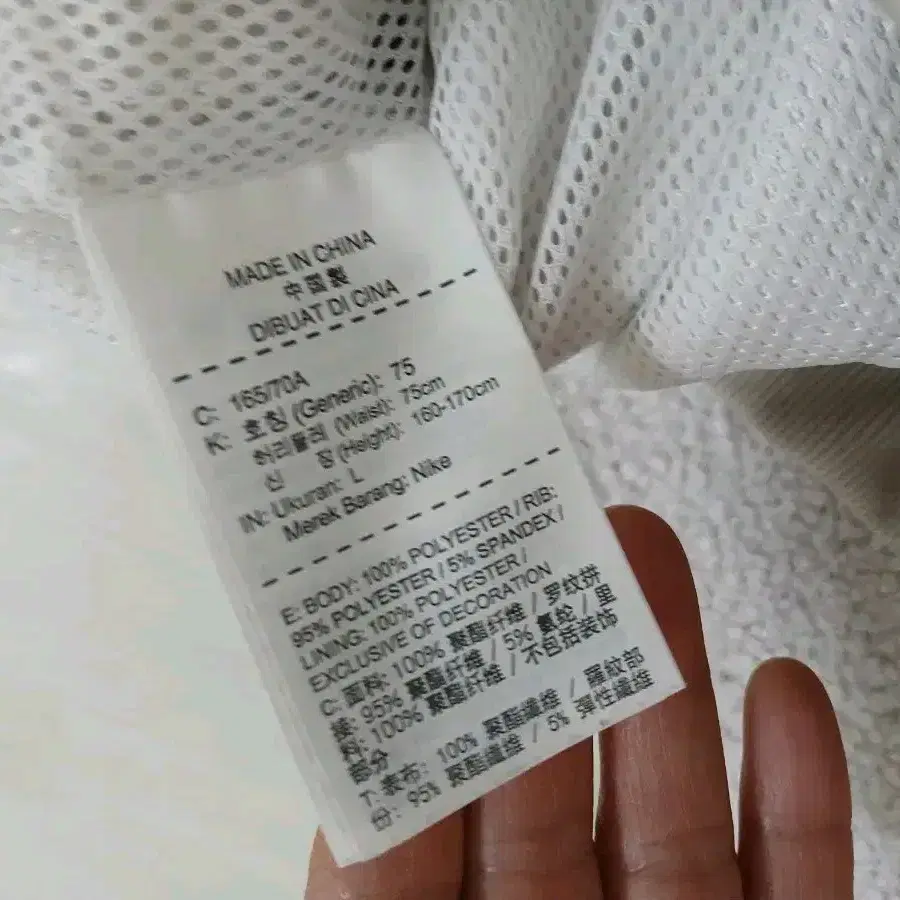 MADE IN CHINA
中国製
DIBUAT DI CINA
C: 165/70A
K: 호칭 (Generic): 75
허리둘레 (Waist): 75cm
신 장 (Height): 160-170cm
IN: Ukuran: L
Merek Barang: Nike
E: BODY: 100% POLYESTER / RIB:
95% POLYESTER / 5% SPANDEX /
LINING: 100% POLYESTER /
EXCLUSIVE OF DECORATION
C: 面料: 100% 聚酯纤维 / 罗纹拼
接: 95% 聚酯纤维 / 5% 氨纶 / 里
料: 100% 聚酯纤维 / 不包括装饰
部分
T: 表布: 100% 聚酯纖維 / 羅紋部
份: 95% 聚酯纖維 / 5% 彈性纖維